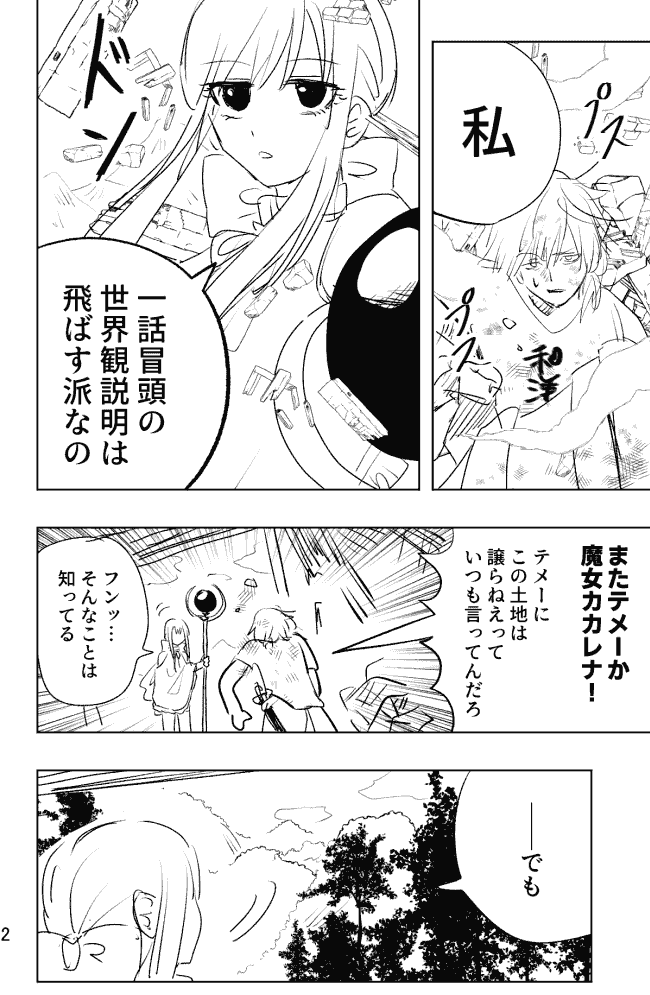 私
プス
和洋
プス
ドン
一話冒頭の
世界観説明は
飛ばす派なの
またテメーか
魔女カカレナ!
テメーに
この土地は
譲らねえって
いつも言ってんだろ
フンッ…
そんなことは
知ってる
――でも
2